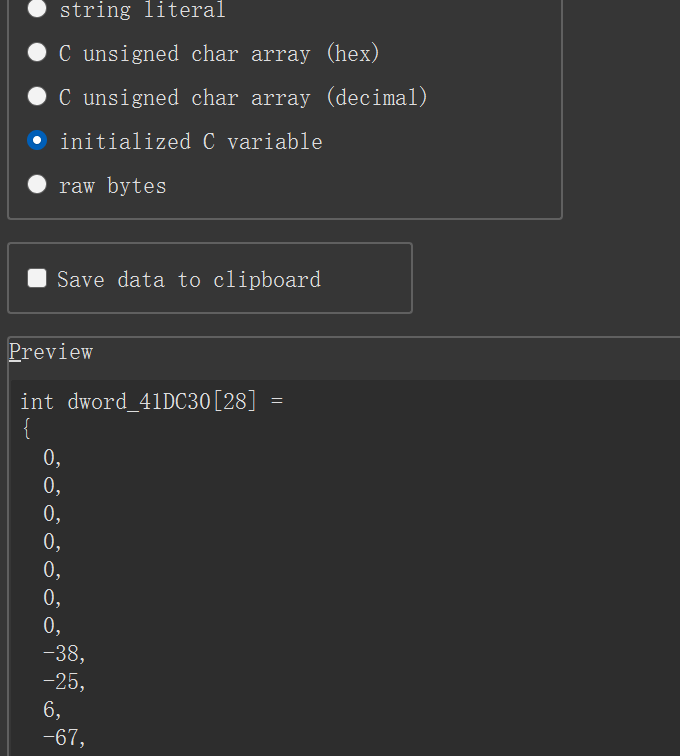 string literal
C unsigned char array (hex)
C unsigned char array (decimal)
initialized C variable
raw bytes
Save data to clipboard
Preview
int dword_41DC30[28] =
{
0,
0,
0,
0,
0,
0,
0,
-38,
-25,
6,
-67,